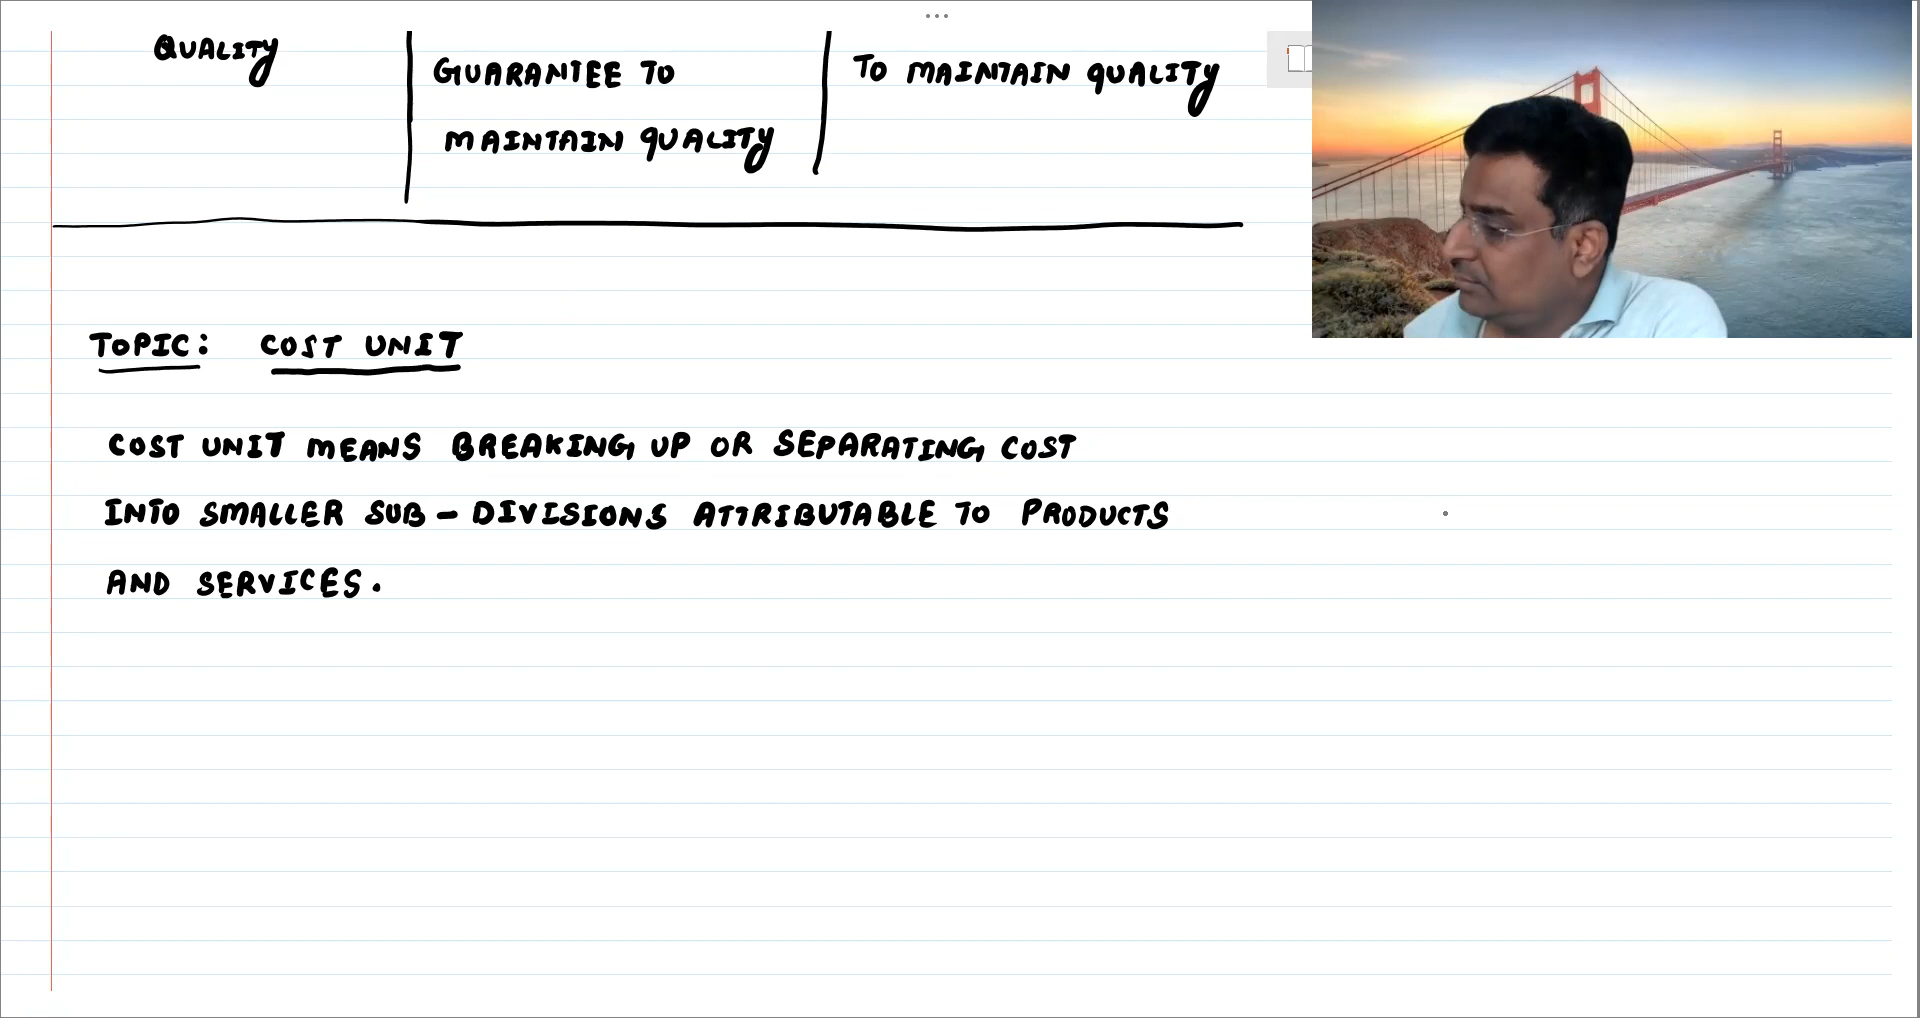 QUALITY
GUARANTEE TO
MAINTAIN QUALITY
TO MAINTAIN QUALITY
TOPIC: COST UNIT
COST UNIT MEANS BREAKING UP OR SEPARATING COST
INTO SMALLER SUB - DIVISIONS ATTRIBUTABLE TO PRODUCTS
AND SERVICES.